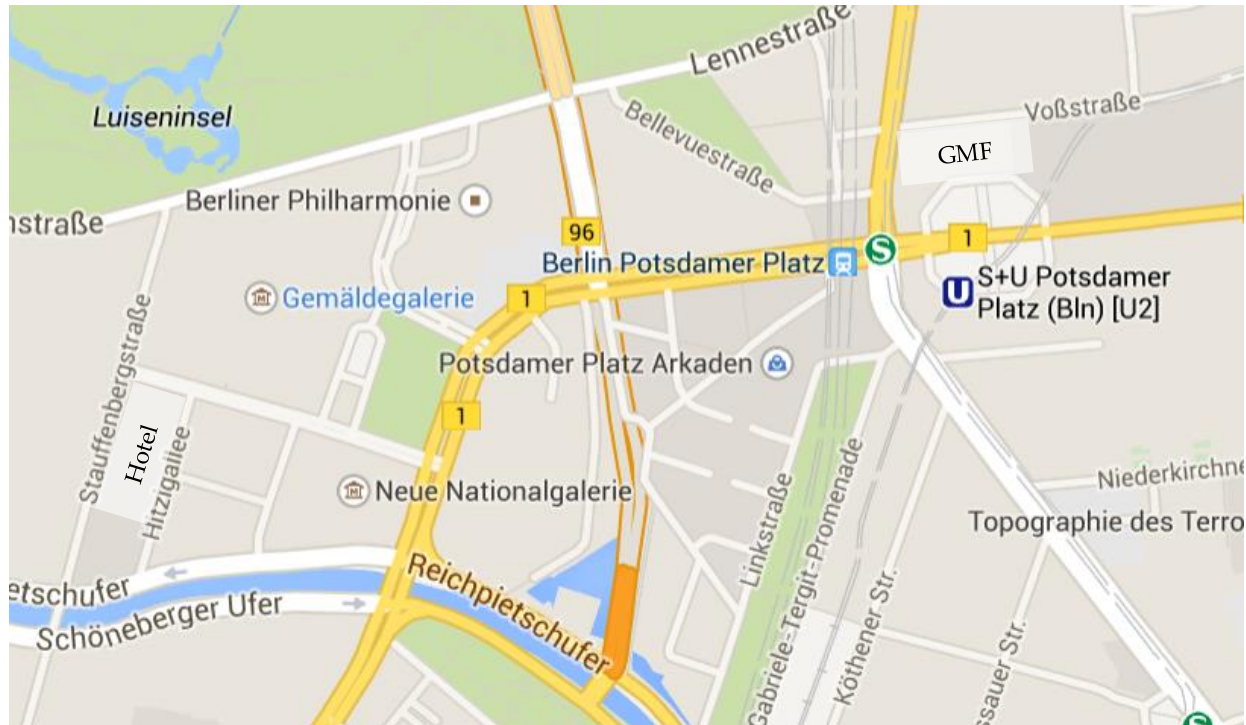 Lennestraße
Luiseninsel
Voßstraße
Bellevuestraße
GMF
Berliner Philharmonie
nstraße
96
1
Berlin Potsdamer Platz
S
U
S+U Potsdamer
Platz (Bln) [U2]
Gemäldegalerie
1
Potsdamer Platz Arkaden
Stauffenbergstraße
1
Hotel
Hitzigallee
Neue Nationalgalerie
Niederkirchne
Linkstraße
Gabriele-Tergit-Promenade
Topographie des Terro
Reichpietschufer
etschufer
Schöneberger Ufer
Köthener Str.
ssauer Str.
S